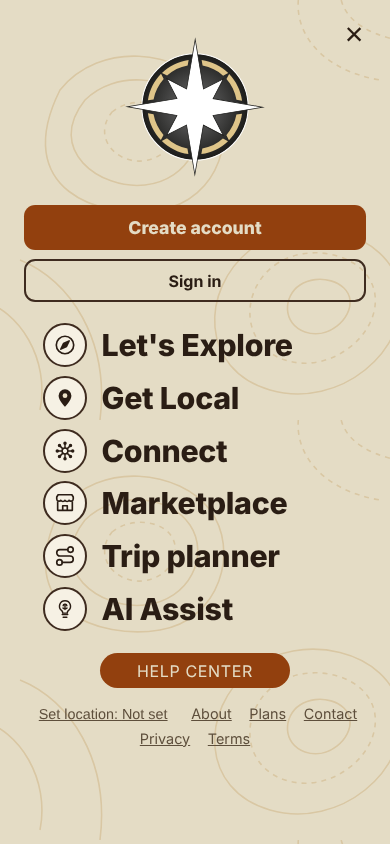 Create account
Sign in
Let's Explore
Get Local
Connect
Marketplace
Trip planner
AI Assist
HELP CENTER
Set location: Not set About Plans Contact
Privacy Terms